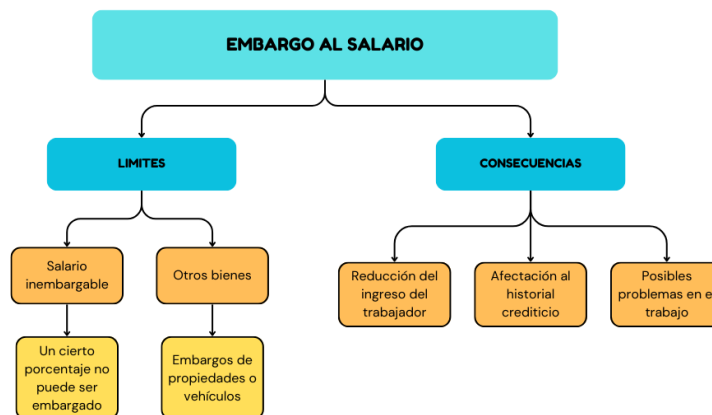 EMBARGO AL SALARIO
LIMITES
CONSECUENCIAS
Salario
inembargable
Otros bienes
Reducción del
ingreso del
trabajador
Afectación al
historial
crediticio
Posibles
problemas en e
trabajo
Un cierto
porcentaje no
puede ser
embargado
Embargos de
propiedades o
vehículos